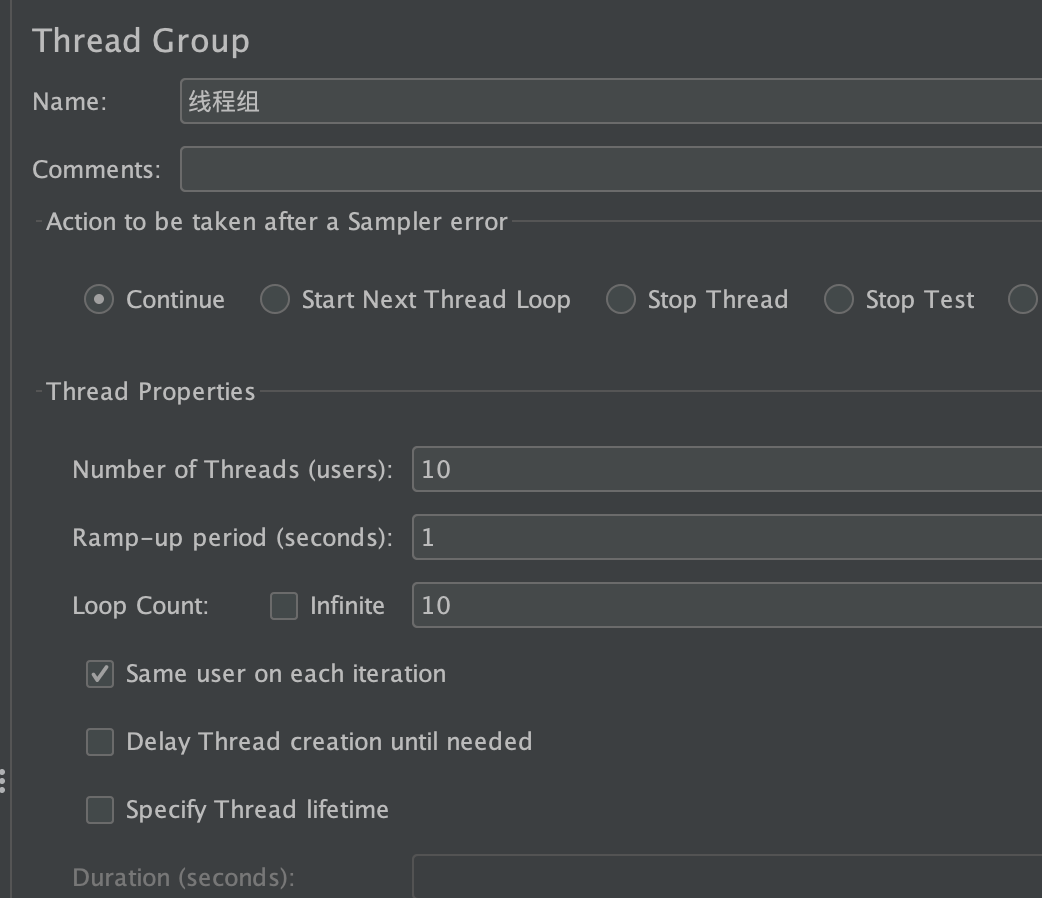 Thread Group
Name: 线程组
Comments:
Action to be taken after a Sampler error
Continue Start Next Thread Loop Stop Thread Stop Test
Thread Properties
Number of Threads (users): 10
Ramp-up period (seconds): 1
Loop Count: Infinite 10
Same user on each iteration
Delay Thread creation until needed
Specify Thread lifetime
Duration (seconds):